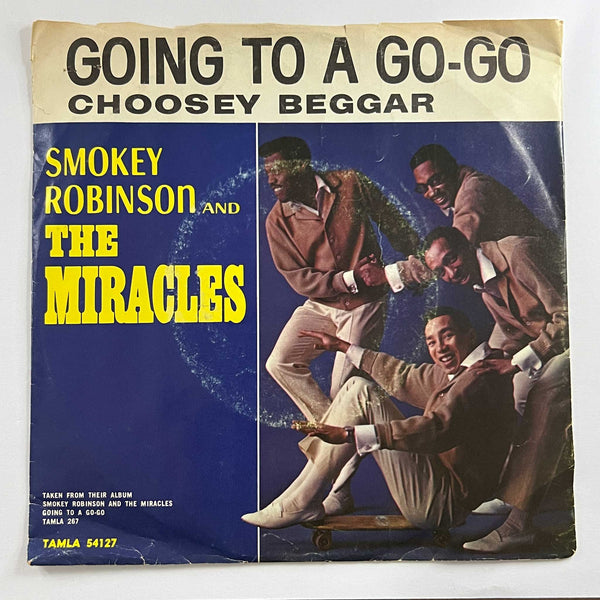 GOING TO A GO-GO
CHOOSEY BEGGAR
SMOKEY
ROBINSON AND
THE
MIRACLES
TAKEN FROM THEIR ALBUM
SMOKEY ROBINSON AND THE MIRACLES
GOING TO A GO-GO
TAMLA 267
TAMLA 54127